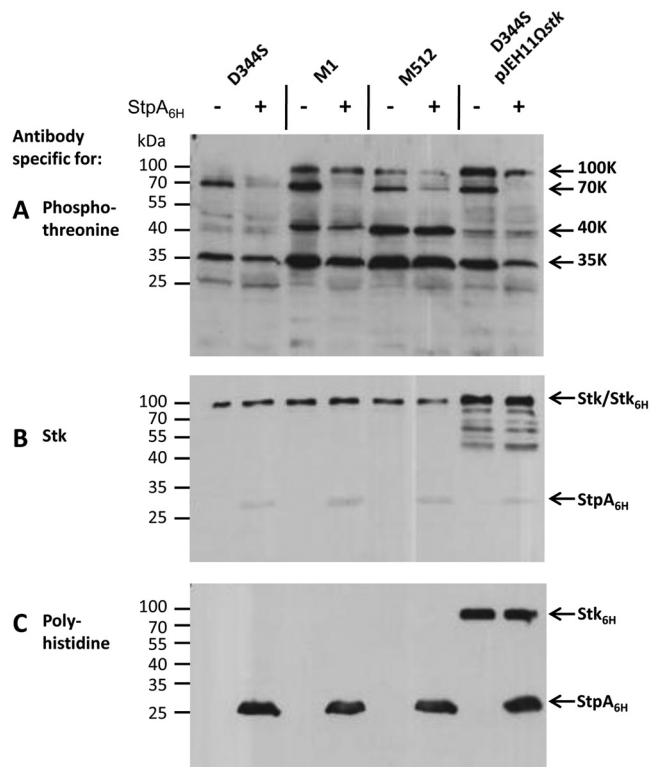 D344S
M1
M512
D344S
pJEH11Ωstk
StpA6H - + - + - + - +
Antibody
specific for:
kDa
A Phospho-
threonine
100
70
55
40
35
25
100K
70K
40K
35K
B Stk
100
70
55
40
35
25
Stk/Stk6H
StpA6H
C Poly-
histidine
100
70
55
40
35
25
Stk6H
StpA6H